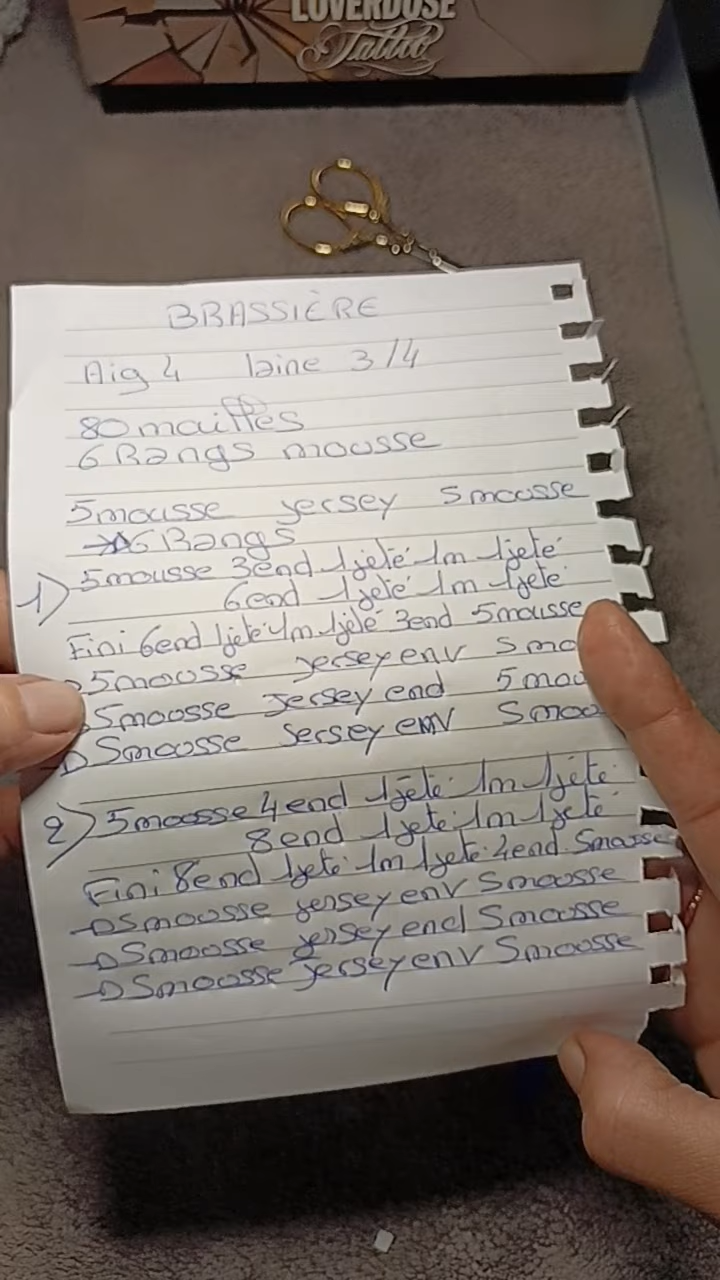 LOVERDOSE
Tattoo
BRASSIÈRE
Aig 4 laine 3/4
80 mailles
6 Rangs mousse
5 mousse jersey 5 mousse
→ 6 Rangs
1) 5 mousse 3 end 1 jeté 1m 1 jeté
6 end 1 jeté 1m 1 jeté
Fini 6 end 1 jeté 1m 1 jeté 3 end 5 mousse
→ 5 mousse jersey env 5 mo
→ 5 mousse jersey end 5 mou
→ 5 mousse jersey env 5 mou
2) 5 mousse 4 end 1 jeté 1m 1 jeté
8 end 1 jeté 1m 1 jeté
Fini 8 end 1 jeté 1m 1 jeté 4 end 5 mousse
→ 5 mousse jersey env 5 mousse
→ 5 mousse jersey end 5 mousse
→ 5 mousse jersey env 5 mousse